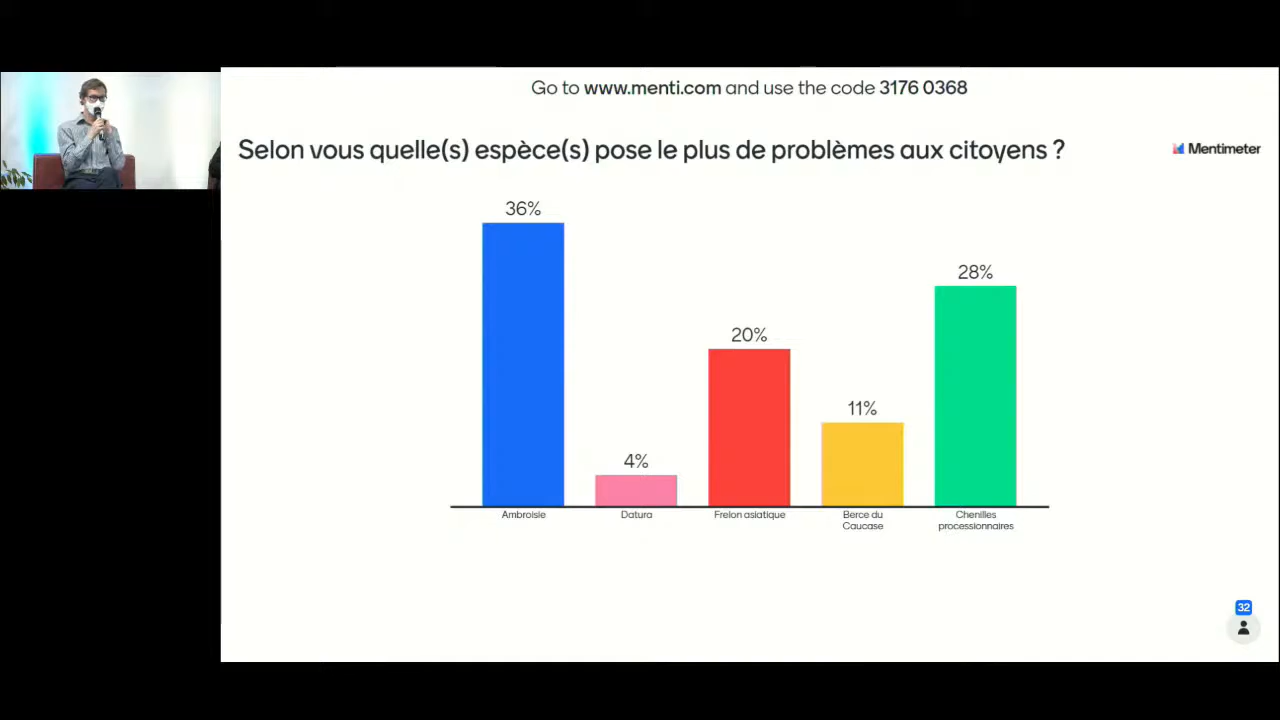 Go to www.menti.com and use the code 3176 0368
Selon vous quelle(s) espèce(s) pose le plus de problèmes aux citoyens ?
Mentimeter
36%
4%
20%
11%
28%
Ambroisie
Datura
Frelon asiatique
Berce du
Caucase
Chenilles
processionnaires
32